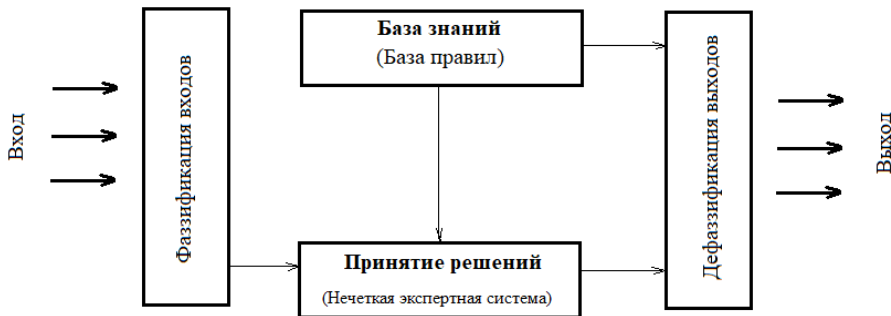 Вход
Фаззификация входов
База знаний
(База правил)
Принятие решений
(Нечеткая экспертная система)
Дефаззификация выходов
Выход